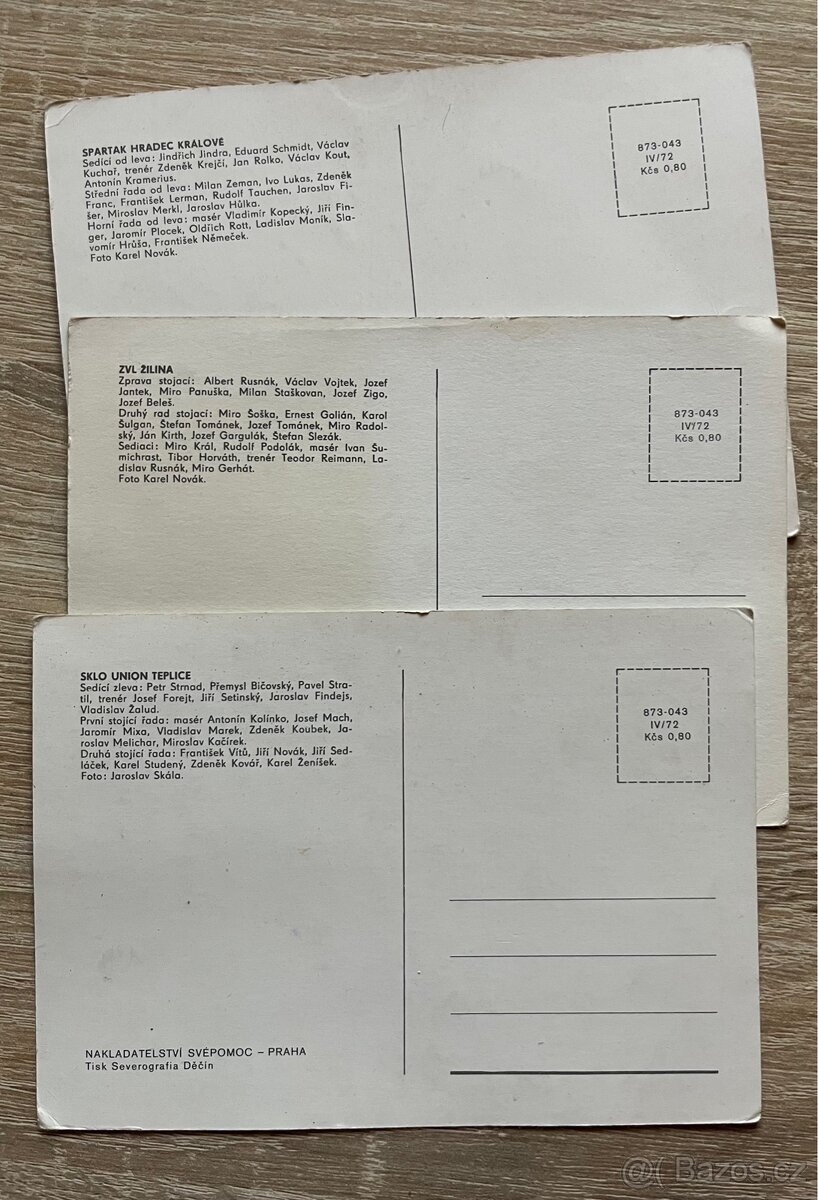 SPARTAK HRADEC KRÁLOVÉ
Sedící od leva: Jindřich Jindra, Eduard Schmidt, Václav
Kuchař, trenér Zdeněk Krejčí, Jan Rolko, Václav Kout,
Antonín Kramerius.
Střední řada od leva: Milan Zeman, Ivo Lukas, Zdeněk
Franc, František Lerman, Rudolf Tauchen, Jaroslav Fi-
šer, Miroslav Merkl, Jaroslav Hůlka.
Horní řada od leva: masér Vladimír Kopecký, Jiří Fin-
ger, Jaromír Plocek, Oldřich Rott, Ladislav Moník, Sla-
vomír Hrůša, František Němeček.
Foto Karel Novák.
873-043
IV/72
Kčs 0,80
ZVL ŽILINA
Zprava stojací: Albert Rusnák, Václav Vojtek, Jozef
Jantek, Miro Panuška, Milan Staškovan, Jozef Zigo,
Jozef Beleš.
Druhý rad stojací: Miro Šoška, Ernest Golián, Karol
Šulgan, Štefan Tománek, Jozef Tománek, Miro Radol-
ský, Ján Kirth, Jozef Gargulák, Štefan Slezák.
Sediaci: Miro Král, Rudolf Podolák, masér Ivan Šu-
michrast, Tibor Horváth, trenér Teodor Reimann, La-
dislav Rusnák, Miro Gerhát.
Foto Karel Novák.
873-043
IV/72
Kčs 0,80
SKLO UNION TEPLICE
Sedící zleva: Petr Strnad, Přemysl Bičovský, Pavel Stra-
til, trenér Josef Forejt, Jiří Setinský, Jaroslav Findejs,
Vladislav Žalud.
První stojící řada: masér Antonín Kolínko, Josef Mach,
Jaromír Mixa, Vladislav Marek, Zdeněk Koubek, Ja-
roslav Melichar, Miroslav Kačírek.
Druhá stojící řada: František Vítů, Jiří Novák, Jiří Sed-
láček, Karel Studený, Zdeněk Kovář, Karel Ženíšek.
Foto: Jaroslav Skála.
873-043
IV/72
Kčs 0,80
NAKLADATELSTVÍ SVÉPOMOC – PRAHA
Tisk Severografia Děčín
@( Bazos.cz